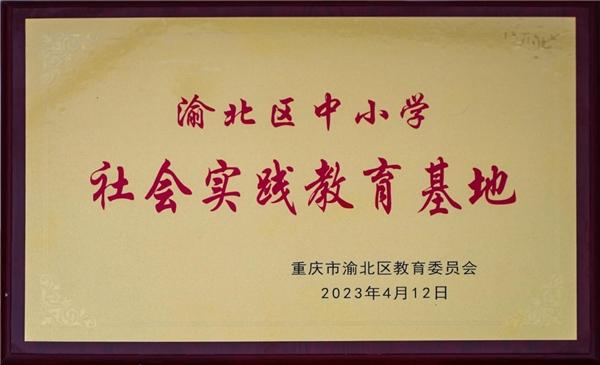 渝北区中小学
社会实践教育基地
重庆市渝北区教育委员会
2023年4月12日